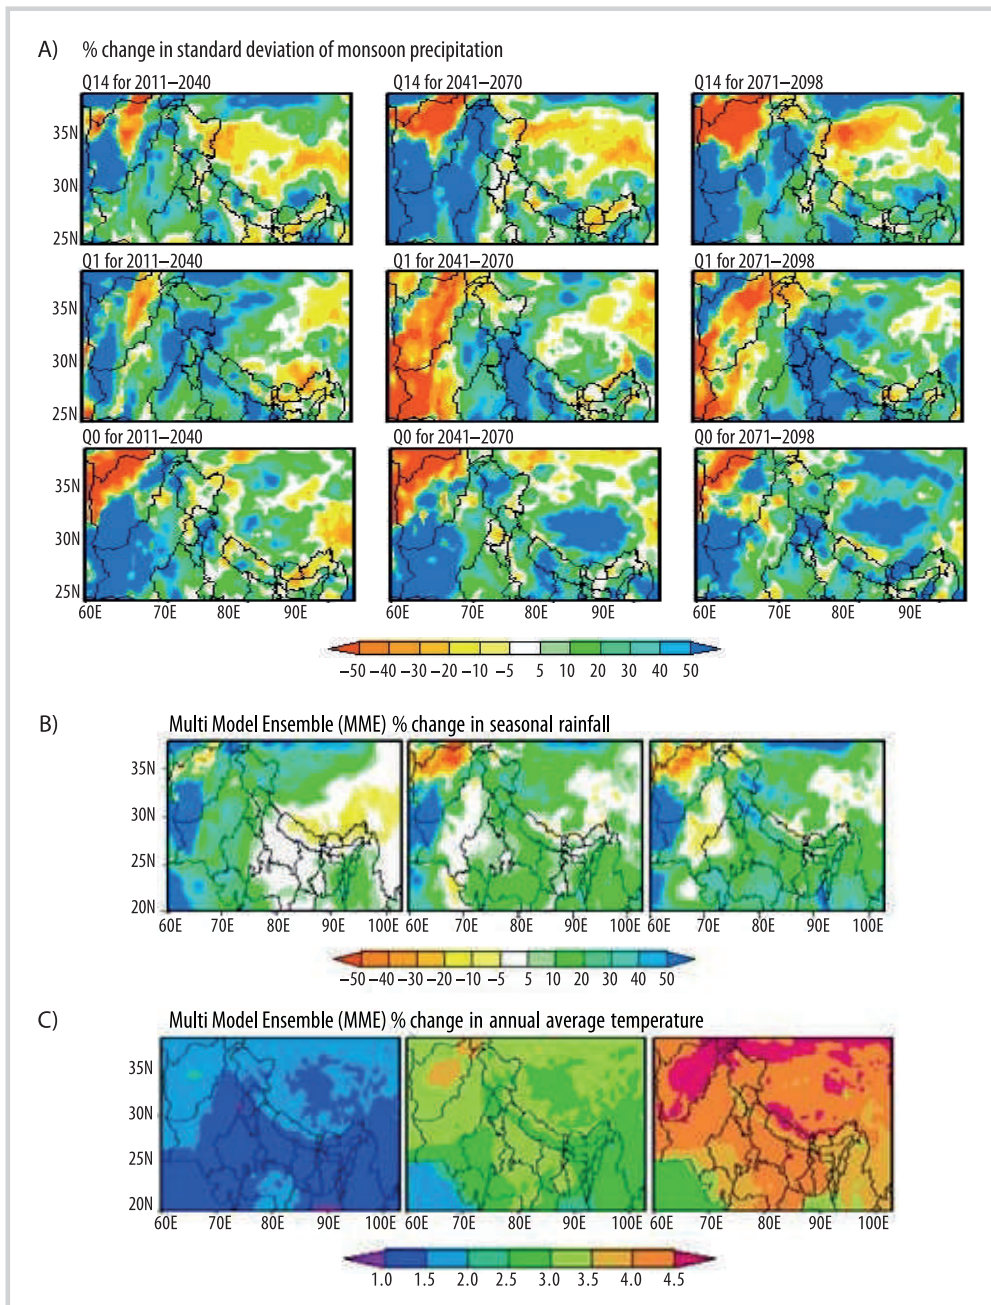 A) % change in standard deviation of monsoon precipitation
Q14 for 2011–2040 Q14 for 2041–2070 Q14 for 2071–2098
35N
30N
25N
Q1 for 2011–2040 Q1 for 2041–2070 Q1 for 2071–2098
35N
30N
25N
Q0 for 2011–2040 Q0 for 2041–2070 Q0 for 2071–2098
35N
30N
25N
60E 70E 80E 90E 60E 70E 80E 90E 60E 70E 80E 90E
−50 −40 −30 −20 −10 −5 5 10 20 30 40 50
B) Multi Model Ensemble (MME) % change in seasonal rainfall
35N
30N
25N
20N
60E 70E 80E 90E 100E 60E 70E 80E 90E 100E 60E 70E 80E 90E 100E
−50 −40 −30 −20 −10 −5 5 10 20 30 40 50
C) Multi Model Ensemble (MME) % change in annual average temperature
35N
30N
25N
20N
60E 70E 80E 90E 100E 60E 70E 80E 90E 100E 60E 70E 80E 90E 100E
1.0 1.5 2.0 2.5 3.0 3.5 4.0 4.5